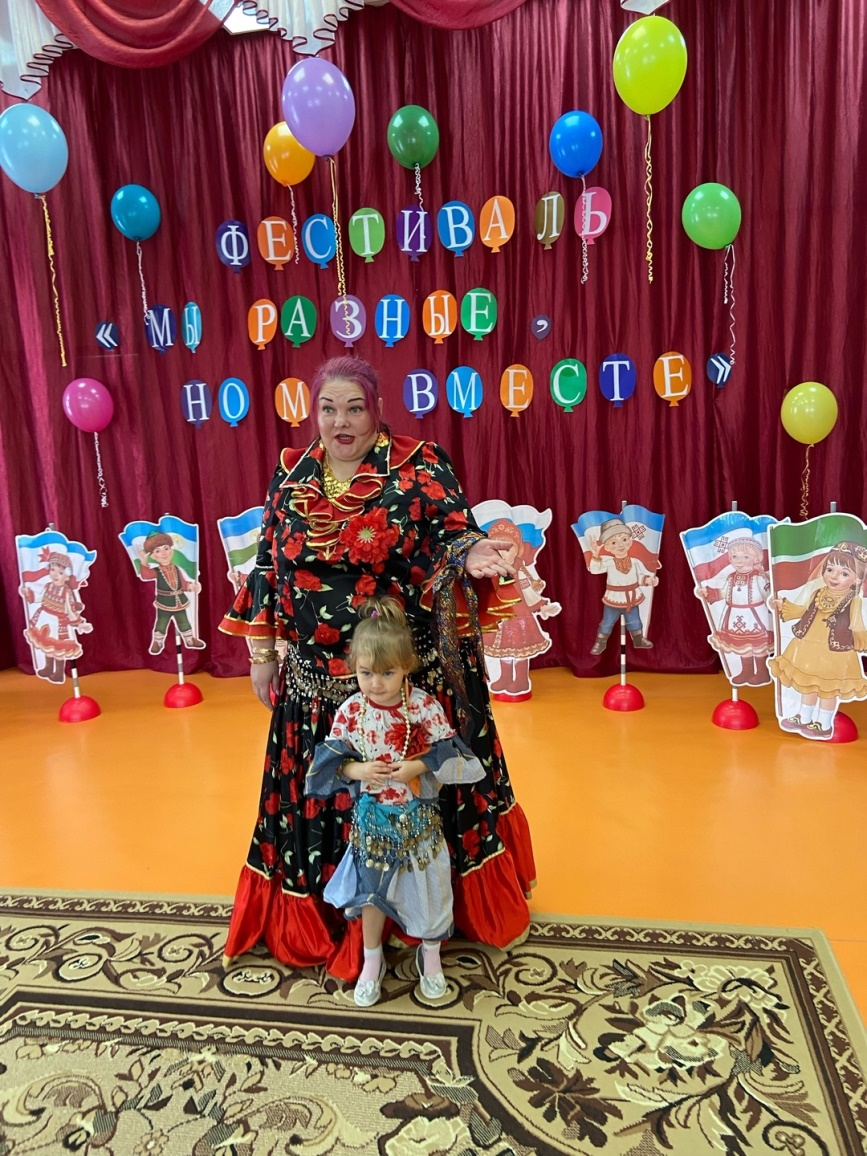 ФЕСТИВАЛЬ
« МЫ РАЗНЫЕ,
НО МЫ ВМЕСТЕ »